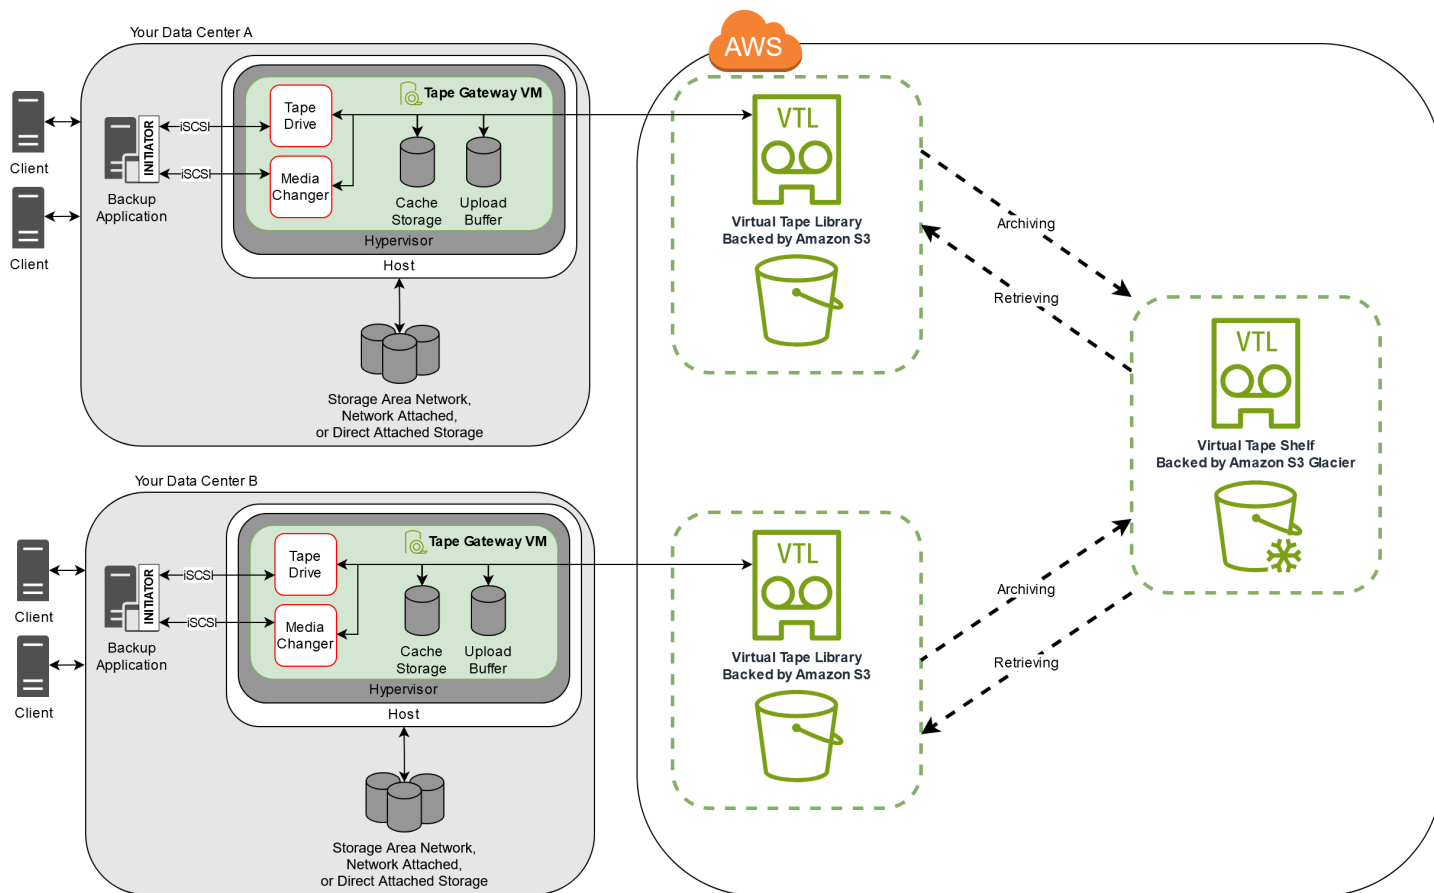 Your Data Center A
Client
Client
INITIATOR
Backup
Application
iSCSI
iSCSI
Tape
Drive
Media
Changer
Tape Gateway VM
Cache
Storage
Upload
Buffer
Hypervisor
Host
Storage Area Network,
Network Attached,
or Direct Attached Storage
Your Data Center B
Client
Client
INITIATOR
Backup
Application
iSCSI
iSCSI
Tape
Drive
Media
Changer
Tape Gateway VM
Cache
Storage
Upload
Buffer
Hypervisor
Host
Storage Area Network,
Network Attached,
or Direct Attached Storage
AWS
VTL
Virtual Tape Library
Backed by Amazon S3
Archiving
Retrieving
VTL
Virtual Tape Shelf
Backed by Amazon S3 Glacier
VTL
Virtual Tape Library
Backed by Amazon S3
Archiving
Retrieving